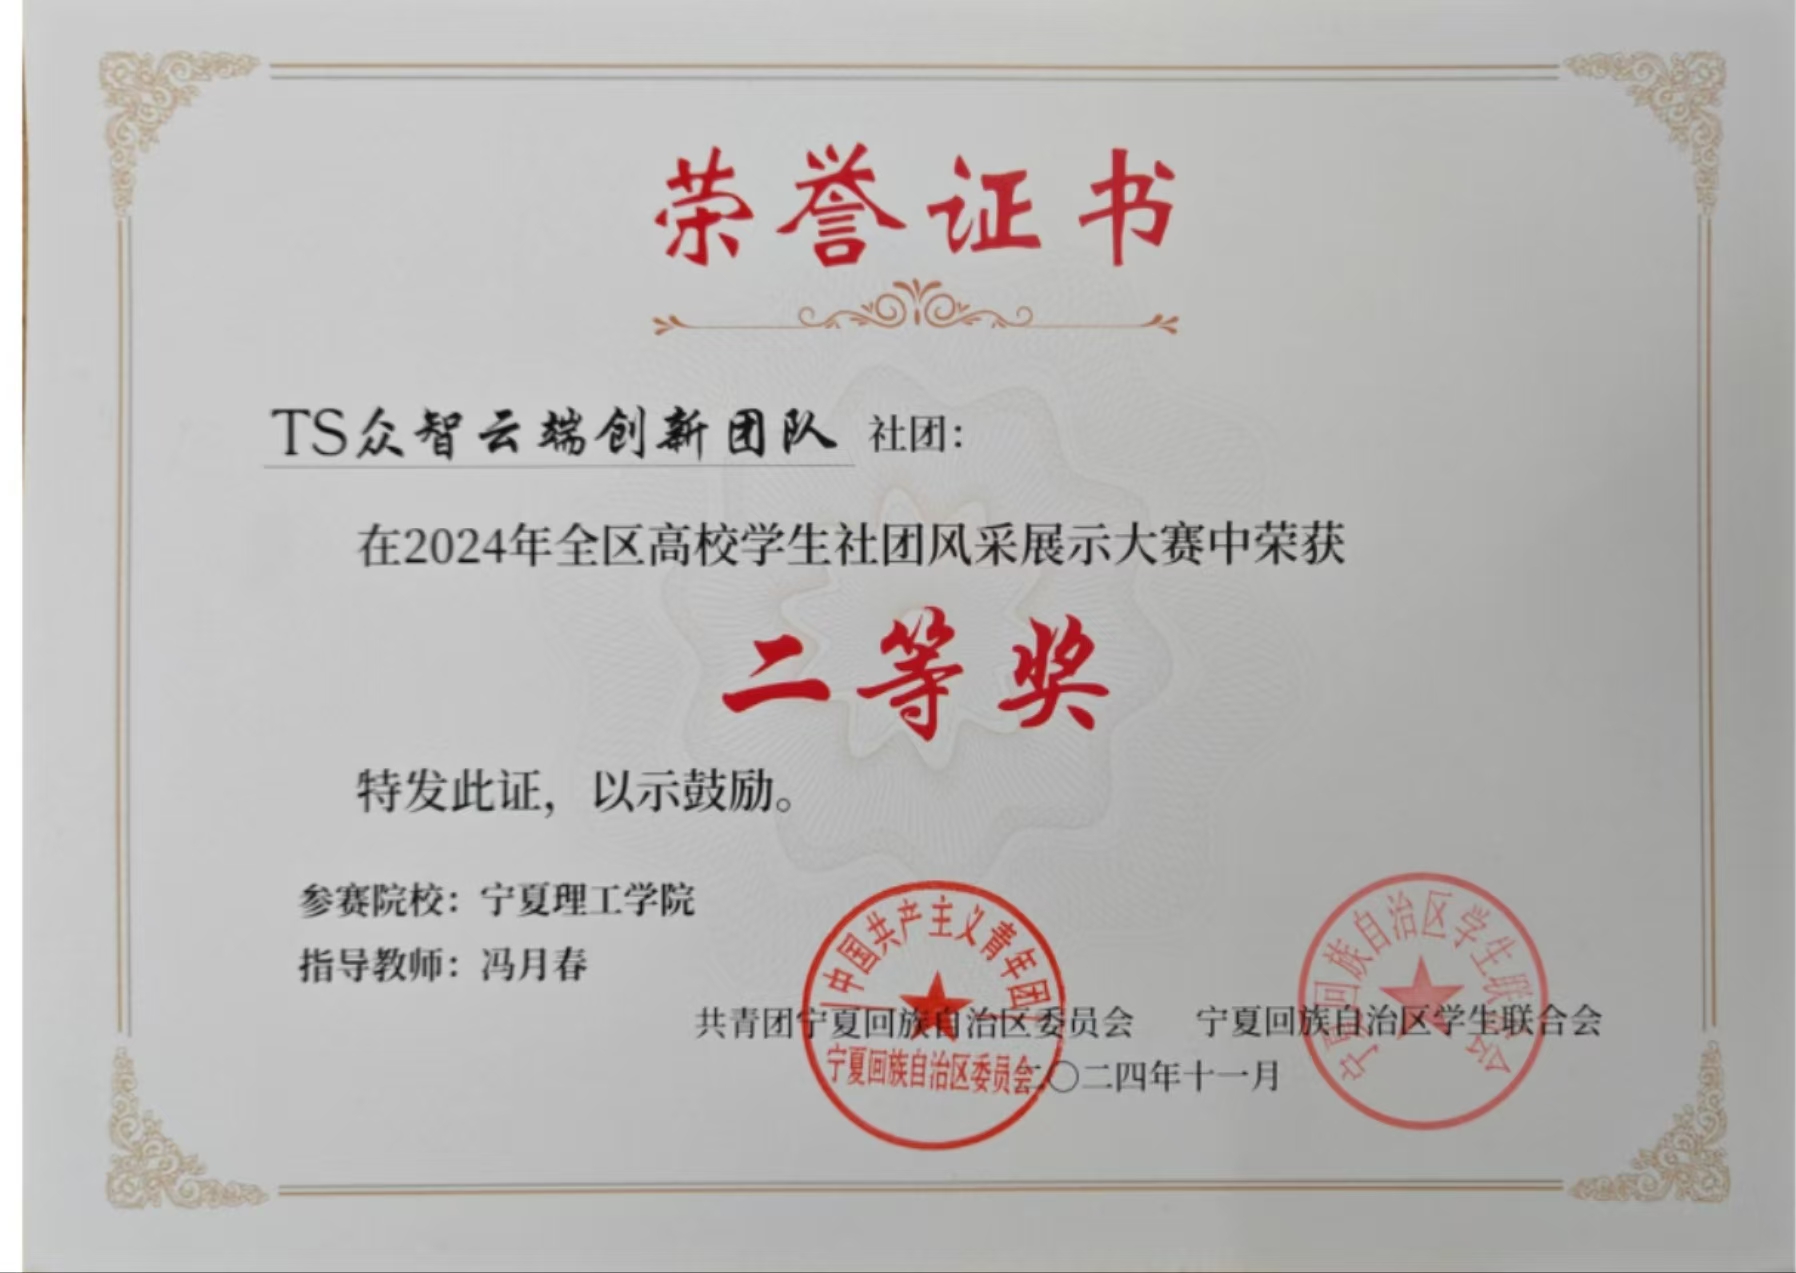 荣誉证书
TS众智云端创新团队 社团：
在2024年全区高校学生社团风采展示大赛中荣获
二等奖
特发此证，以示鼓励。
参赛院校：宁夏理工学院
指导教师：冯月春
共青团宁夏回族自治区委员会 宁夏回族自治区学生联合会
二〇二四年十一月
中国共产主义青年团
宁夏回族自治区委员会
宁夏回族自治区学生联合会